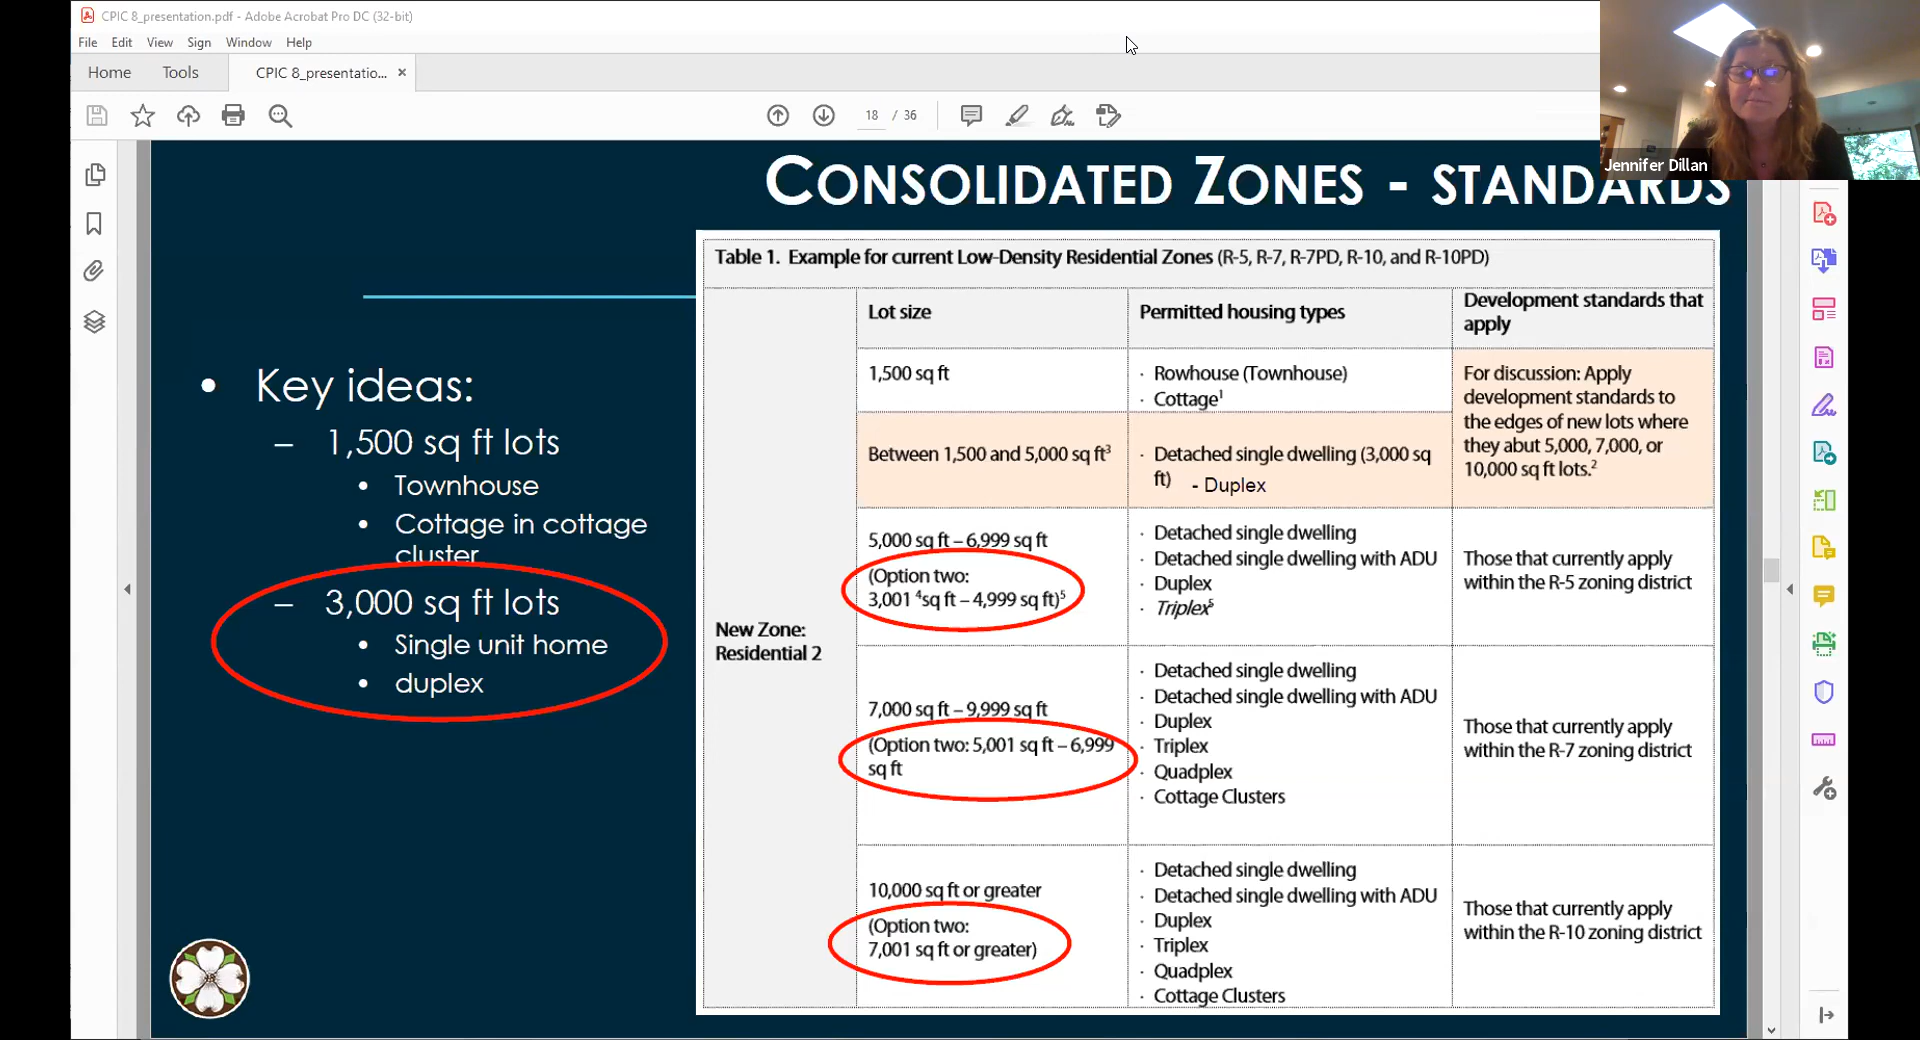 CPIC 8_presentation.pdf - Adobe Acrobat Pro DC (32-bit)
File Edit View Sign Window Help
Home Tools CPIC 8_presentatio... ×
18 / 36
Jennifer Dillan
CONSOLIDATED ZONES - STANDARDS
• Key ideas:
– 1,500 sq ft lots
• Townhouse
• Cottage in cottage
cluster
– 3,000 sq ft lots
• Single unit home
• duplex
Table 1. Example for current Low-Density Residential Zones (R-5, R-7, R-7PD, R-10, and R-10PD)
Lot size
Permitted housing types
Development standards that
apply
New Zone:
Residential 2
1,500 sq ft
· Rowhouse (Townhouse)
· Cottage¹
For discussion: Apply
development standards to
the edges of new lots where
they abut 5,000, 7,000, or
10,000 sq ft lots.²
Between 1,500 and 5,000 sq ft³
· Detached single dwelling (3,000 sq
ft) - Duplex
5,000 sq ft – 6,999 sq ft
(Option two:
3,001 ⁴sq ft – 4,999 sq ft)⁵
· Detached single dwelling
· Detached single dwelling with ADU
· Duplex
· Triplex⁵
Those that currently apply
within the R-5 zoning district
7,000 sq ft – 9,999 sq ft
(Option two: 5,001 sq ft – 6,999
sq ft
· Detached single dwelling
· Detached single dwelling with ADU
· Duplex
· Triplex
· Quadplex
· Cottage Clusters
Those that currently apply
within the R-7 zoning district
10,000 sq ft or greater
(Option two:
7,001 sq ft or greater)
· Detached single dwelling
· Detached single dwelling with ADU
· Duplex
· Triplex
· Quadplex
· Cottage Clusters
Those that currently apply
within the R-10 zoning district